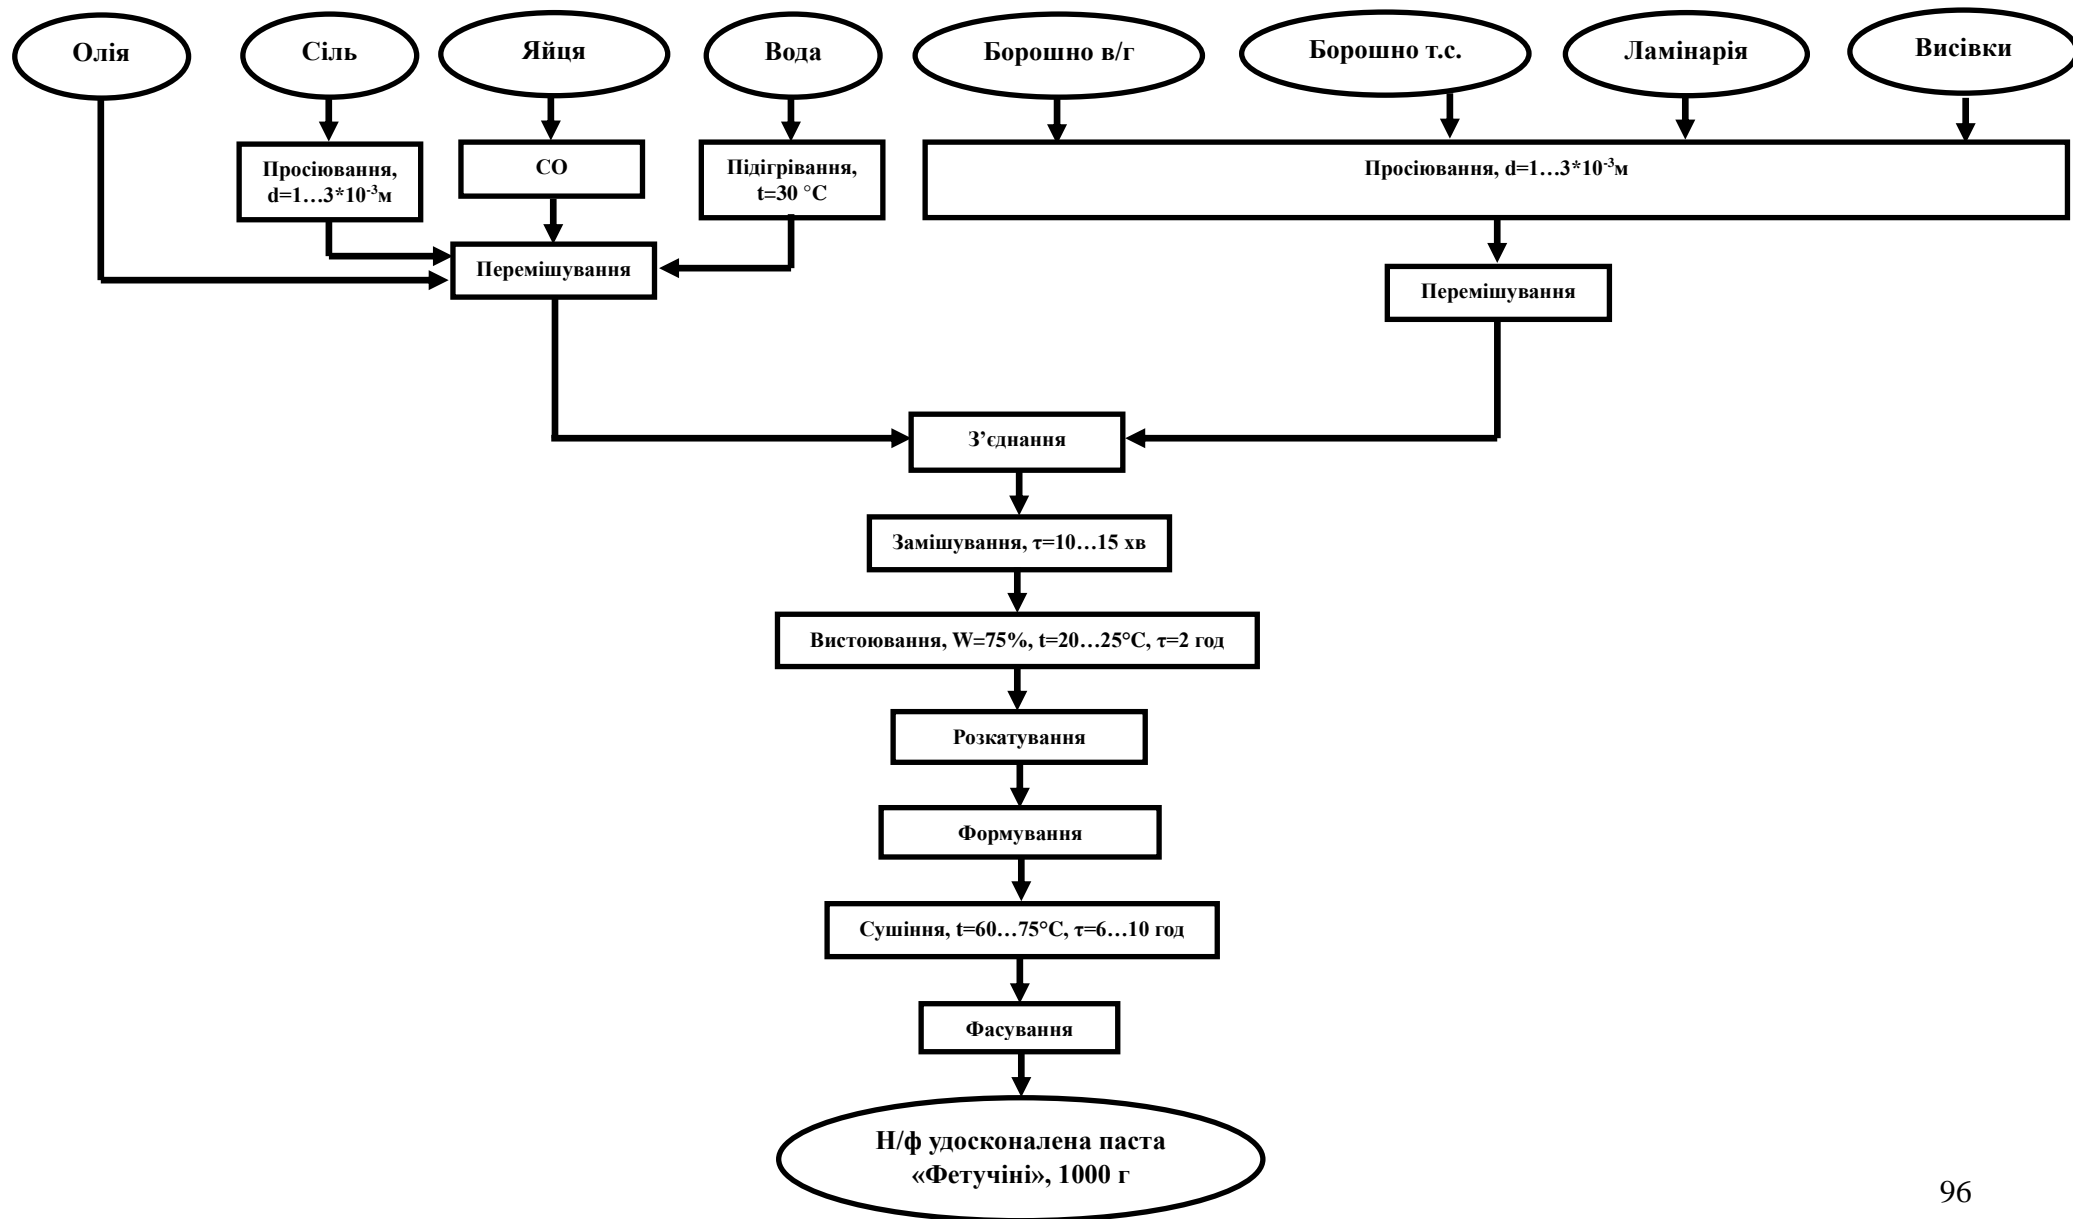 Олія
Сіль
Яйця
Вода
Борошно в/г
Борошно т.с.
Ламінарія
Висівки
Просіювання,
d=1…3*10⁻³м
СО
Підігрівання,
t=30 °С
Просіювання, d=1…3*10⁻³м
Перемішування
Перемішування
З’єднання
Замішування, τ=10…15 хв
Вистоювання, W=75%, t=20…25°С, τ=2 год
Розкатування
Формування
Сушіння, t=60…75°С, τ=6…10 год
Фасування
Н/ф удосконалена паста
«Фетучіні», 1000 г
96